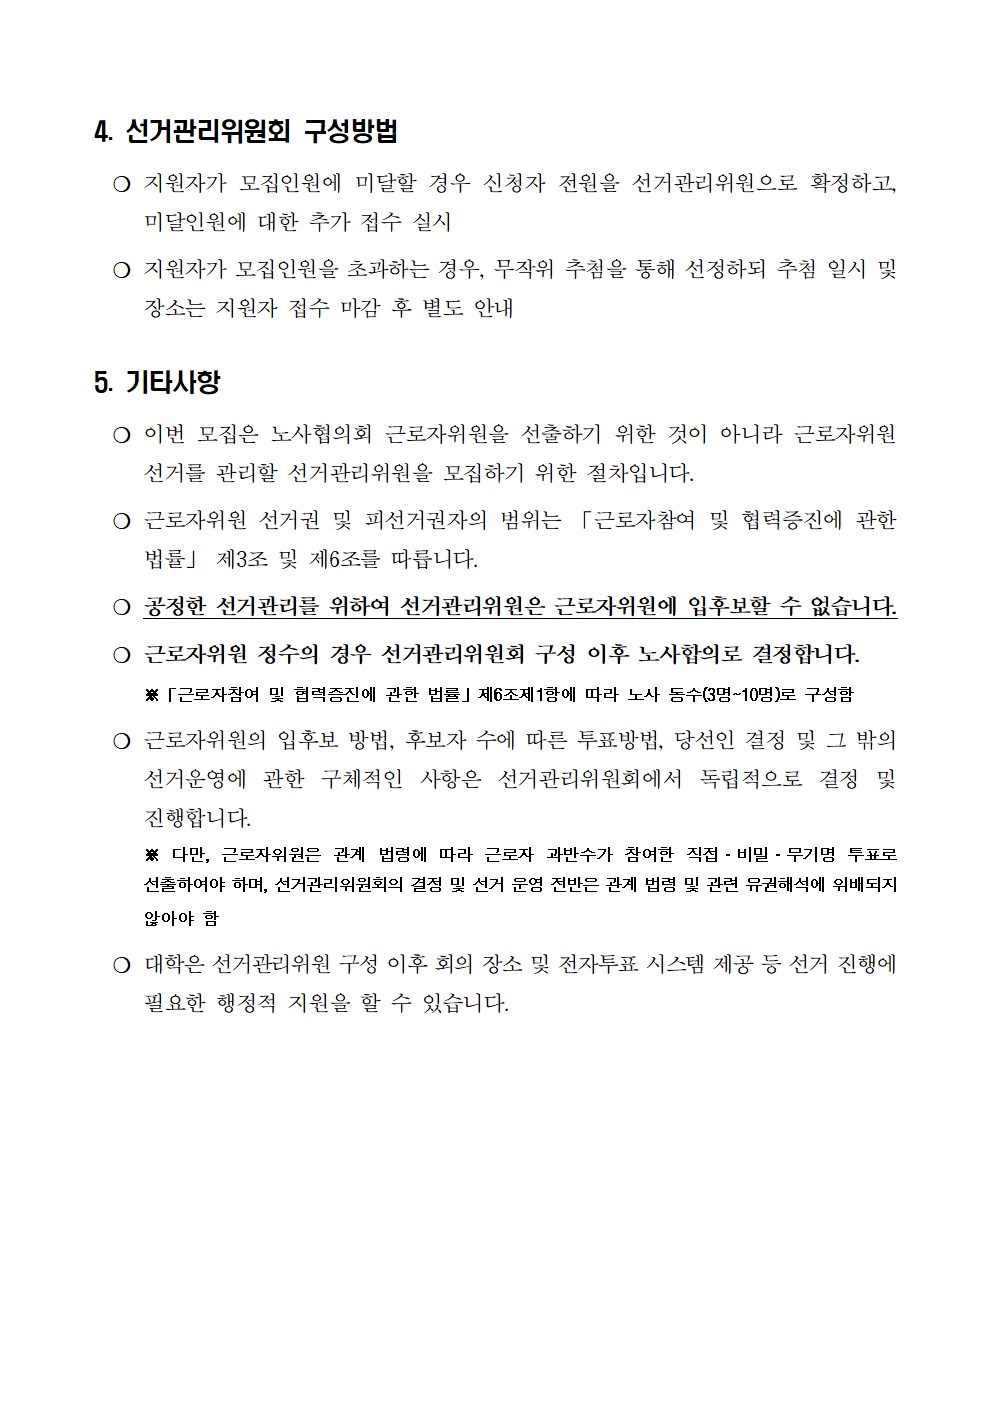 4. 선거관리위원회 구성방법
❍ 지원자가 모집인원에 미달할 경우 신청자 전원을 선거관리위원으로 확정하고,
미달인원에 대한 추가 접수 실시
❍ 지원자가 모집인원을 초과하는 경우, 무작위 추첨을 통해 선정하되 추첨 일시 및
장소는 지원자 접수 마감 후 별도 안내
5. 기타사항
❍ 이번 모집은 노사협의회 근로자위원을 선출하기 위한 것이 아니라 근로자위원
선거를 관리할 선거관리위원을 모집하기 위한 절차입니다.
❍ 근로자위원 선거권 및 피선거권자의 범위는 「근로자참여 및 협력증진에 관한
법률」 제3조 및 제6조를 따릅니다.
❍ 공정한 선거관리를 위하여 선거관리위원은 근로자위원에 입후보할 수 없습니다.
❍ 근로자위원 정수의 경우 선거관리위원회 구성 이후 노사합의로 결정합니다.
※ 「근로자참여 및 협력증진에 관한 법률」제6조제1항에 따라 노사 동수(3명~10명)로 구성함
❍ 근로자위원의 입후보 방법, 후보자 수에 따른 투표방법, 당선인 결정 및 그 밖의
선거운영에 관한 구체적인 사항은 선거관리위원회에서 독립적으로 결정 및
진행합니다.
※ 다만, 근로자위원은 관계 법령에 따라 근로자 과반수가 참여한 직접 · 비밀 · 무기명 투표로
선출하여야 하며, 선거관리위원회의 결정 및 선거 운영 전반은 관계 법령 및 관련 유권해석에 위배되지
않아야 함
❍ 대학은 선거관리위원 구성 이후 회의 장소 및 전자투표 시스템 제공 등 선거 진행에
필요한 행정적 지원을 할 수 있습니다.